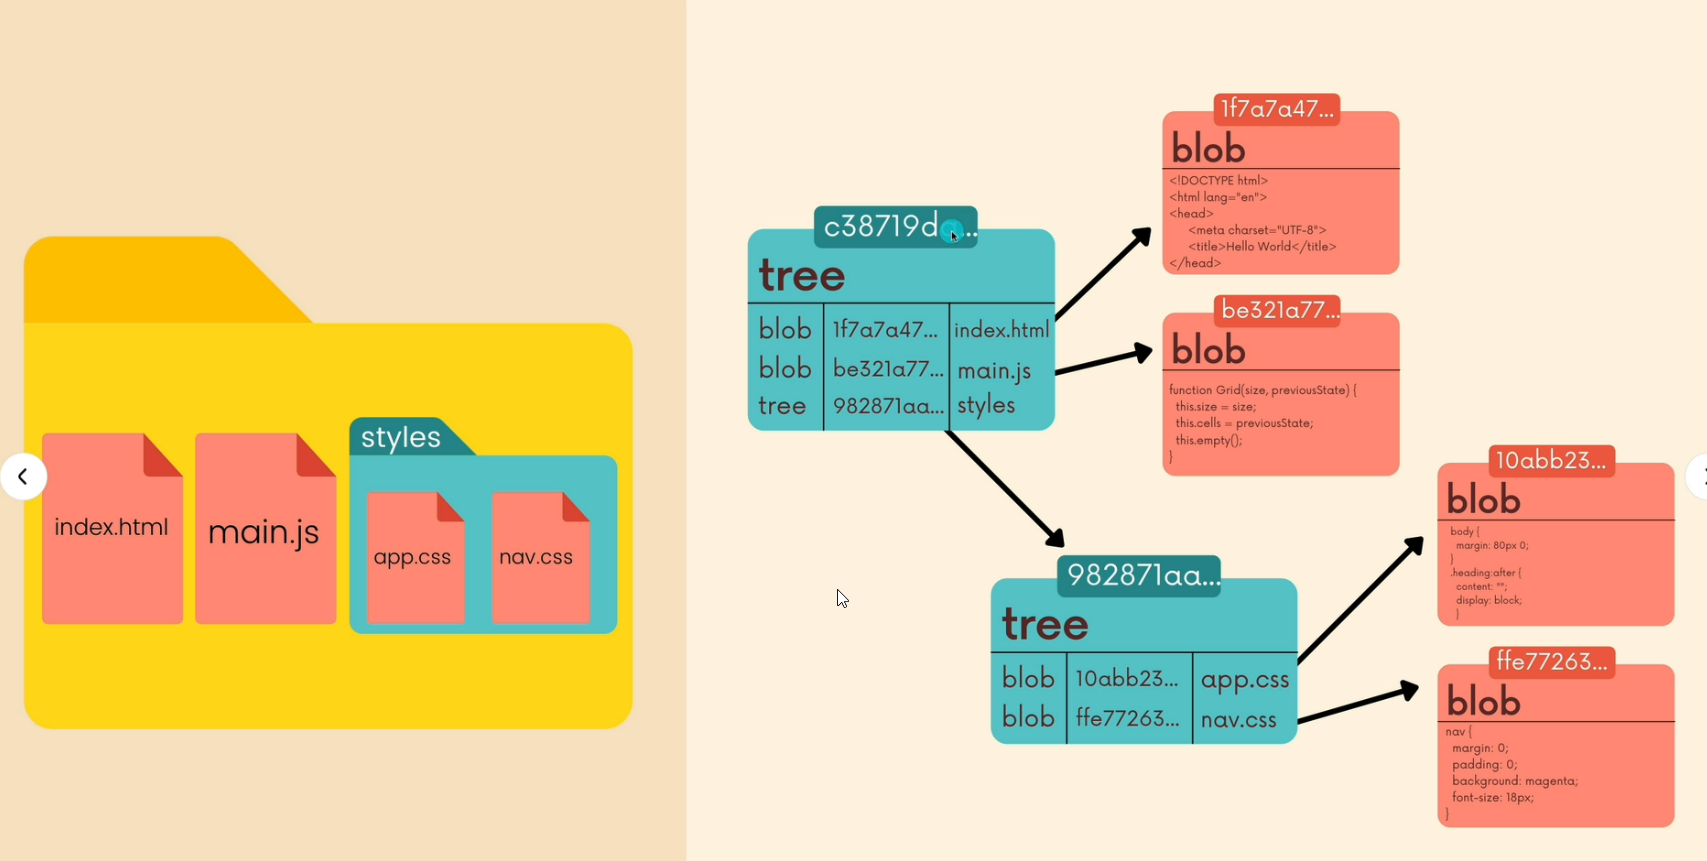 styles
index.html
main.js
app.css
nav.css
c38719d...
tree
blob 1f7a7a47... index.html
blob be321a77... main.js
tree 982871aa... styles
1f7a7a47...
blob
<!DOCTYPE html>
<html lang="en">
<head>
<meta charset="UTF-8">
<title>Hello World</title>
</head>
be321a77...
blob
function Grid(size, previousState) {
this.size = size;
this.cells = previousState;
this.empty();
}
982871aa...
tree
blob 10abb23... app.css
blob ffe77263... nav.css
10abb23...
blob
body {
margin: 80px 0;
}
.heading:after {
content: "";
display: block;
}
ffe77263...
blob
nav {
margin: 0;
padding: 0;
background: magenta;
font-size: 18px;
}